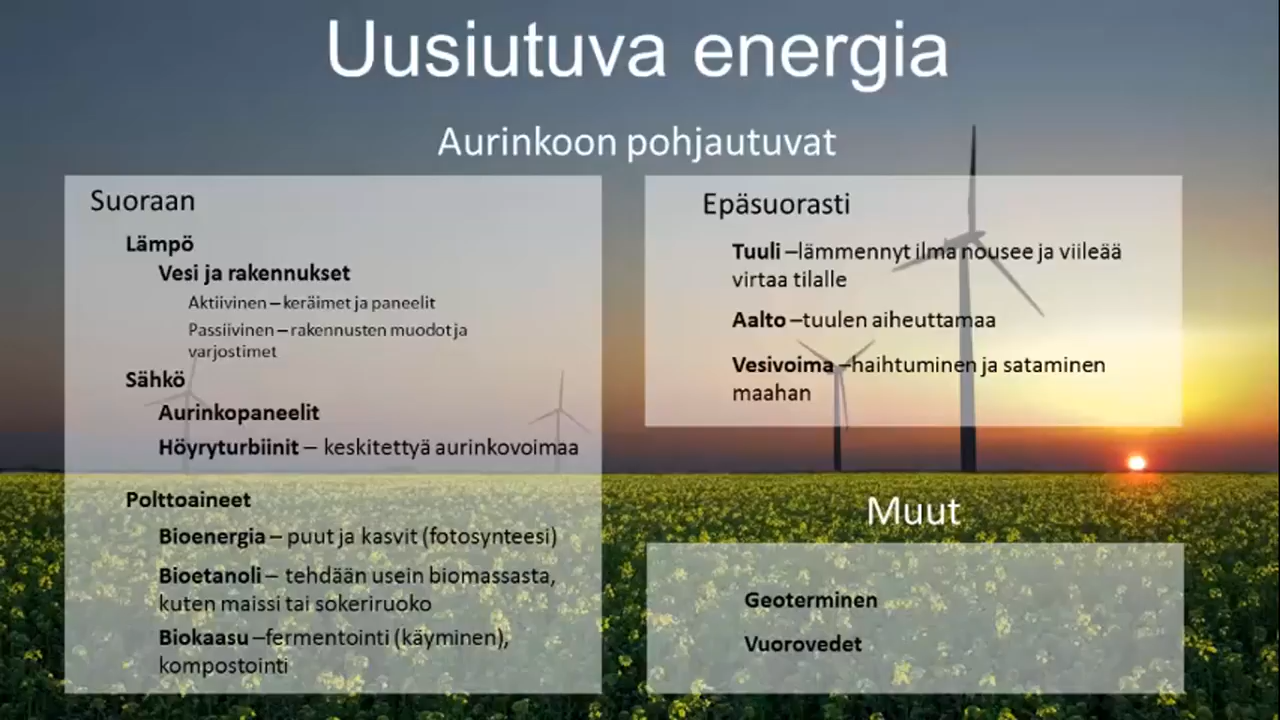 Uusiutuva energia
Aurinkoon pohjautuvat
Suoraan
Lämpö
Vesi ja rakennukset
Aktiivinen – keräimet ja paneelit
Passiivinen – rakennusten muodot ja
varjostimet
Sähkö
Aurinkopaneelit
Höyryturbiinit – keskitettyä aurinkovoimaa
Polttoaineet
Bioenergia – puut ja kasvit (fotosynteesi)
Bioetanoli – tehdään usein biomassasta,
kuten maissi tai sokeriruoko
Biokaasu –fermentointi (käyminen),
kompostointi
Epäsuorasti
Tuuli –lämmennyt ilma nousee ja viileää
virtaa tilalle
Aalto –tuulen aiheuttamaa
Vesivoima –haihtuminen ja sataminen
maahan
Muut
Geoterminen
Vuorovedet